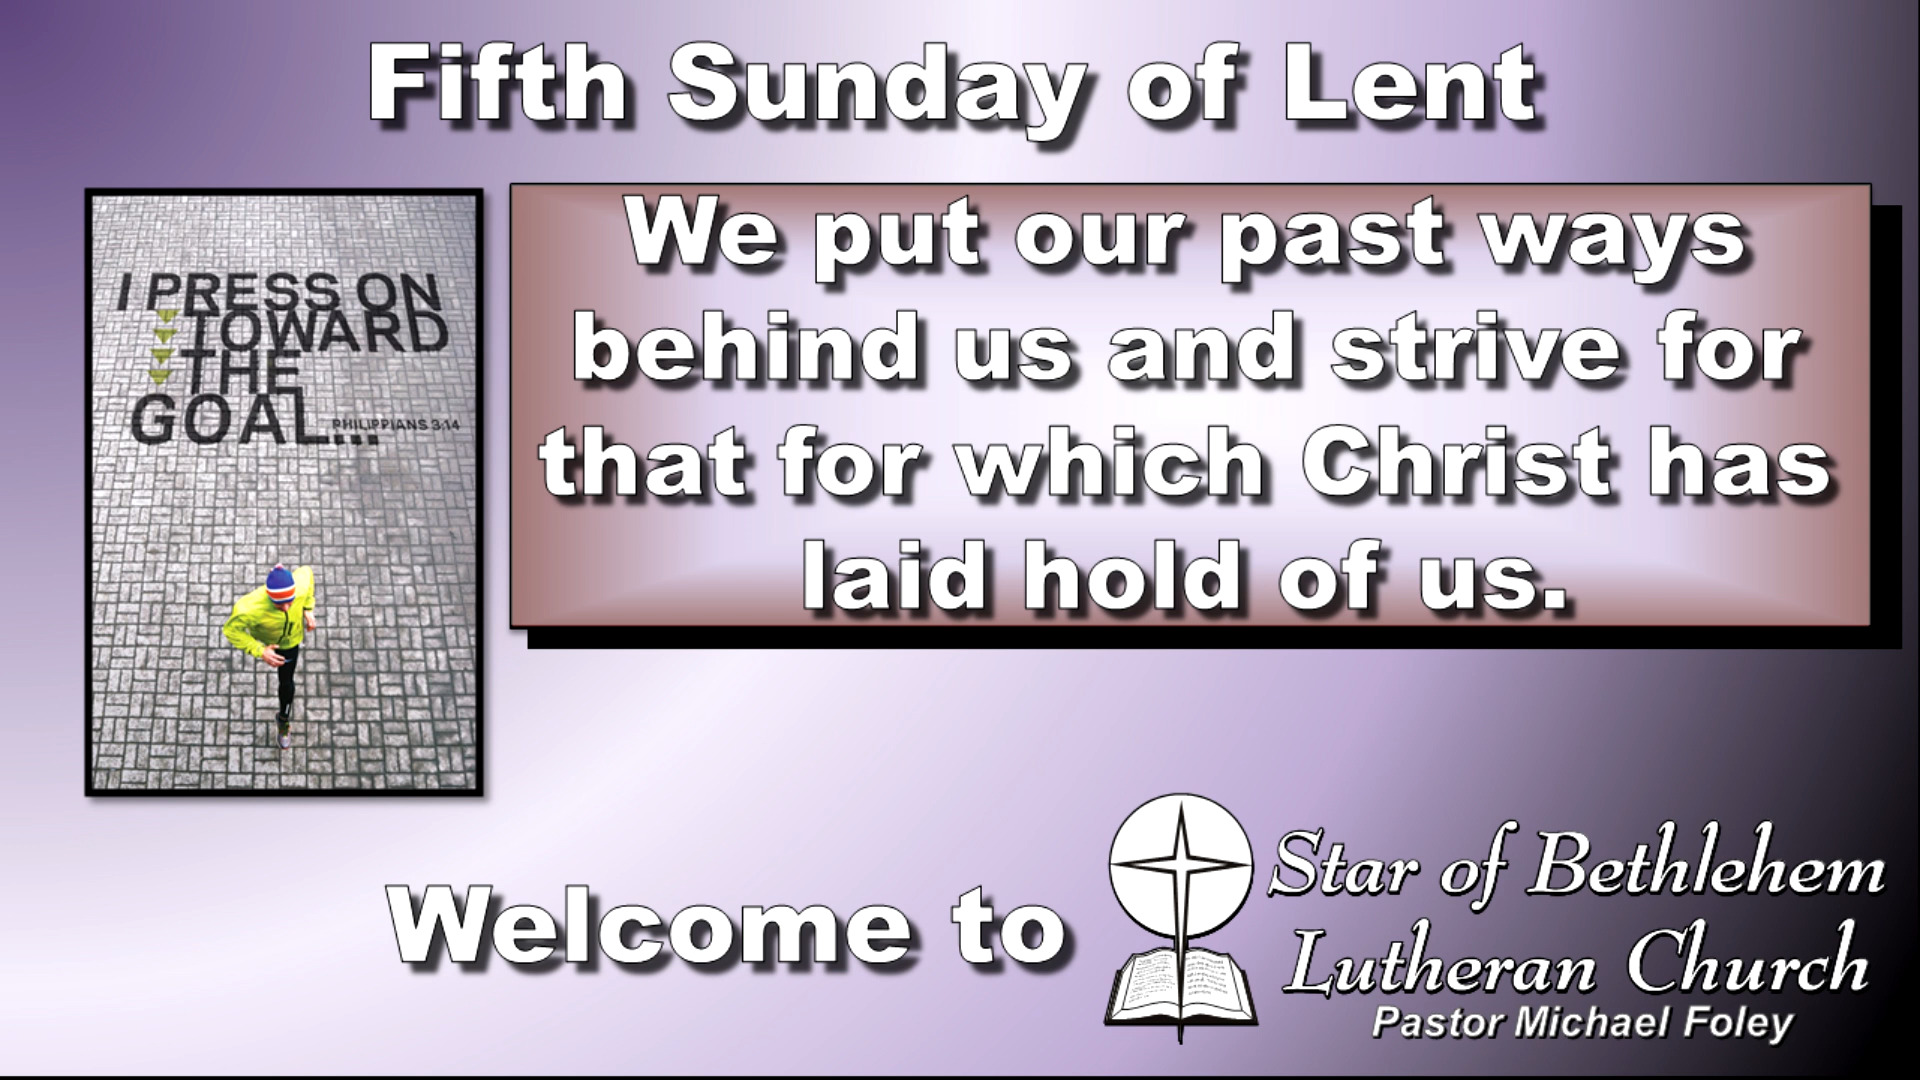 Fifth Sunday of Lent
I PRESS ON
TOWARD
THE
GOAL...
PHILIPPIANS 3:14
We put our past ways
behind us and strive for
that for which Christ has
laid hold of us.
Welcome to
Star of Bethlehem
Lutheran Church
Pastor Michael Foley